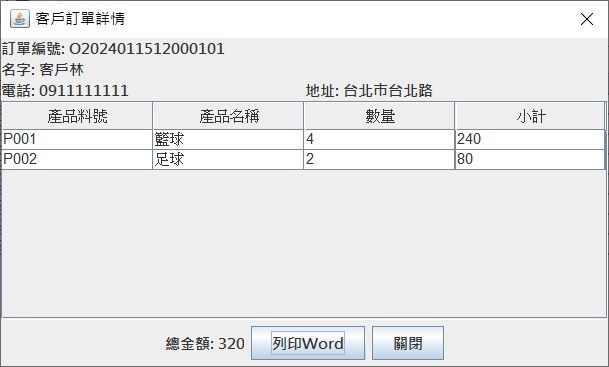 客戶訂單詳情
訂單編號: O2024011512000101
名字: 客戶林
電話: 0911111111 地址: 台北市台北路
產品料號 產品名稱 數量 小計
P001 籃球 4 240
P002 足球 2 80
總金額: 320 列印Word 關閉